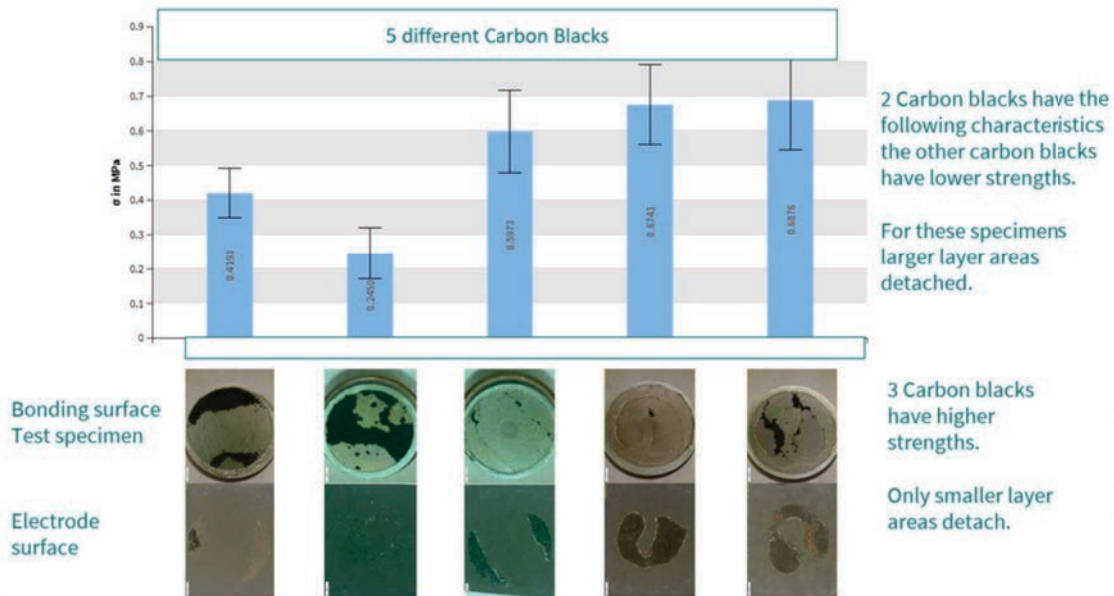 5 different Carbon Blacks
0.9
0.8
0.7
0.6
0.5
0.4
0.3
0.2
0.1
0
σ in MPa
0.4193
0.2450
0.5973
0.6741
0.6876
2 Carbon blacks have the
following characteristics
the other carbon blacks
have lower strengths.
For these specimens
larger layer areas
detached.
Bonding surface
Test specimen
3 Carbon blacks
have higher
strengths.
Electrode
surface
Only smaller layer
areas detach.